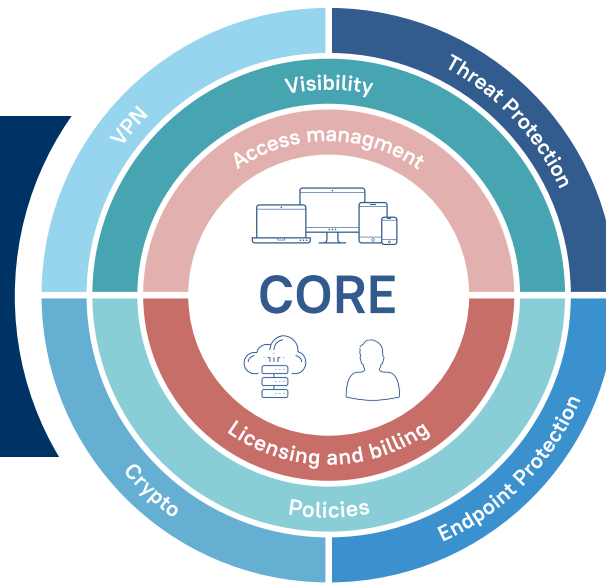 VPN
Threat Protection
Visibility
Access managment
CORE
Licensing and billing
Policies
Crypto
Endpoint Protection